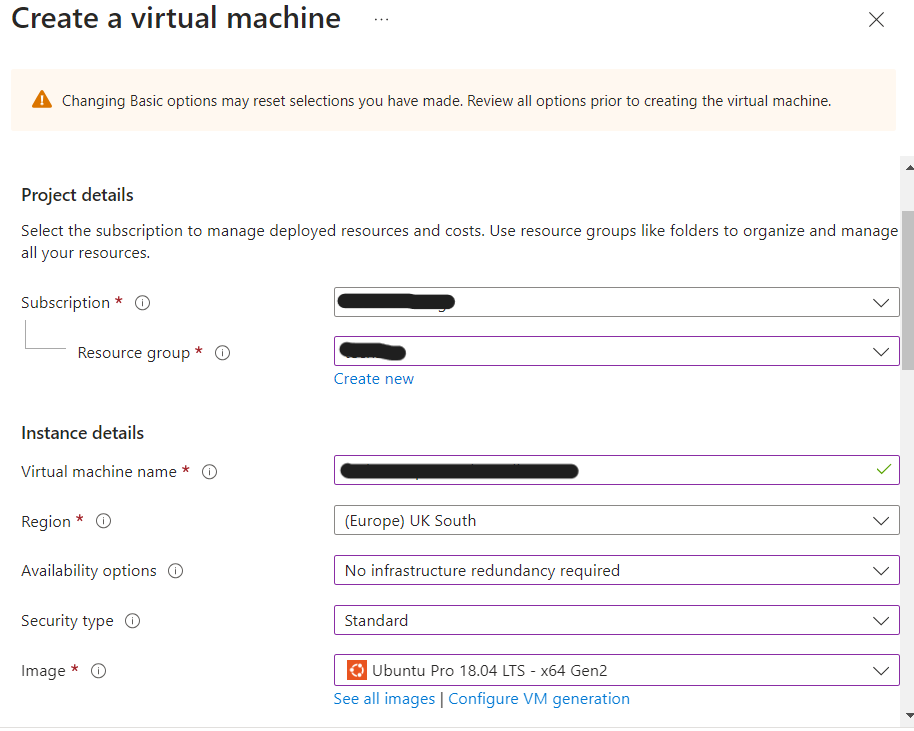 Create a virtual machine ...
Changing Basic options may reset selections you have made. Review all options prior to creating the virtual machine.
Project details
Select the subscription to manage deployed resources and costs. Use resource groups like folders to organize and manage
all your resources.
Subscription *
Resource group *
Create new
Instance details
Virtual machine name *
Region *
(Europe) UK South
Availability options
No infrastructure redundancy required
Security type
Standard
Image *
Ubuntu Pro 18.04 LTS - x64 Gen2
See all images | Configure VM generation